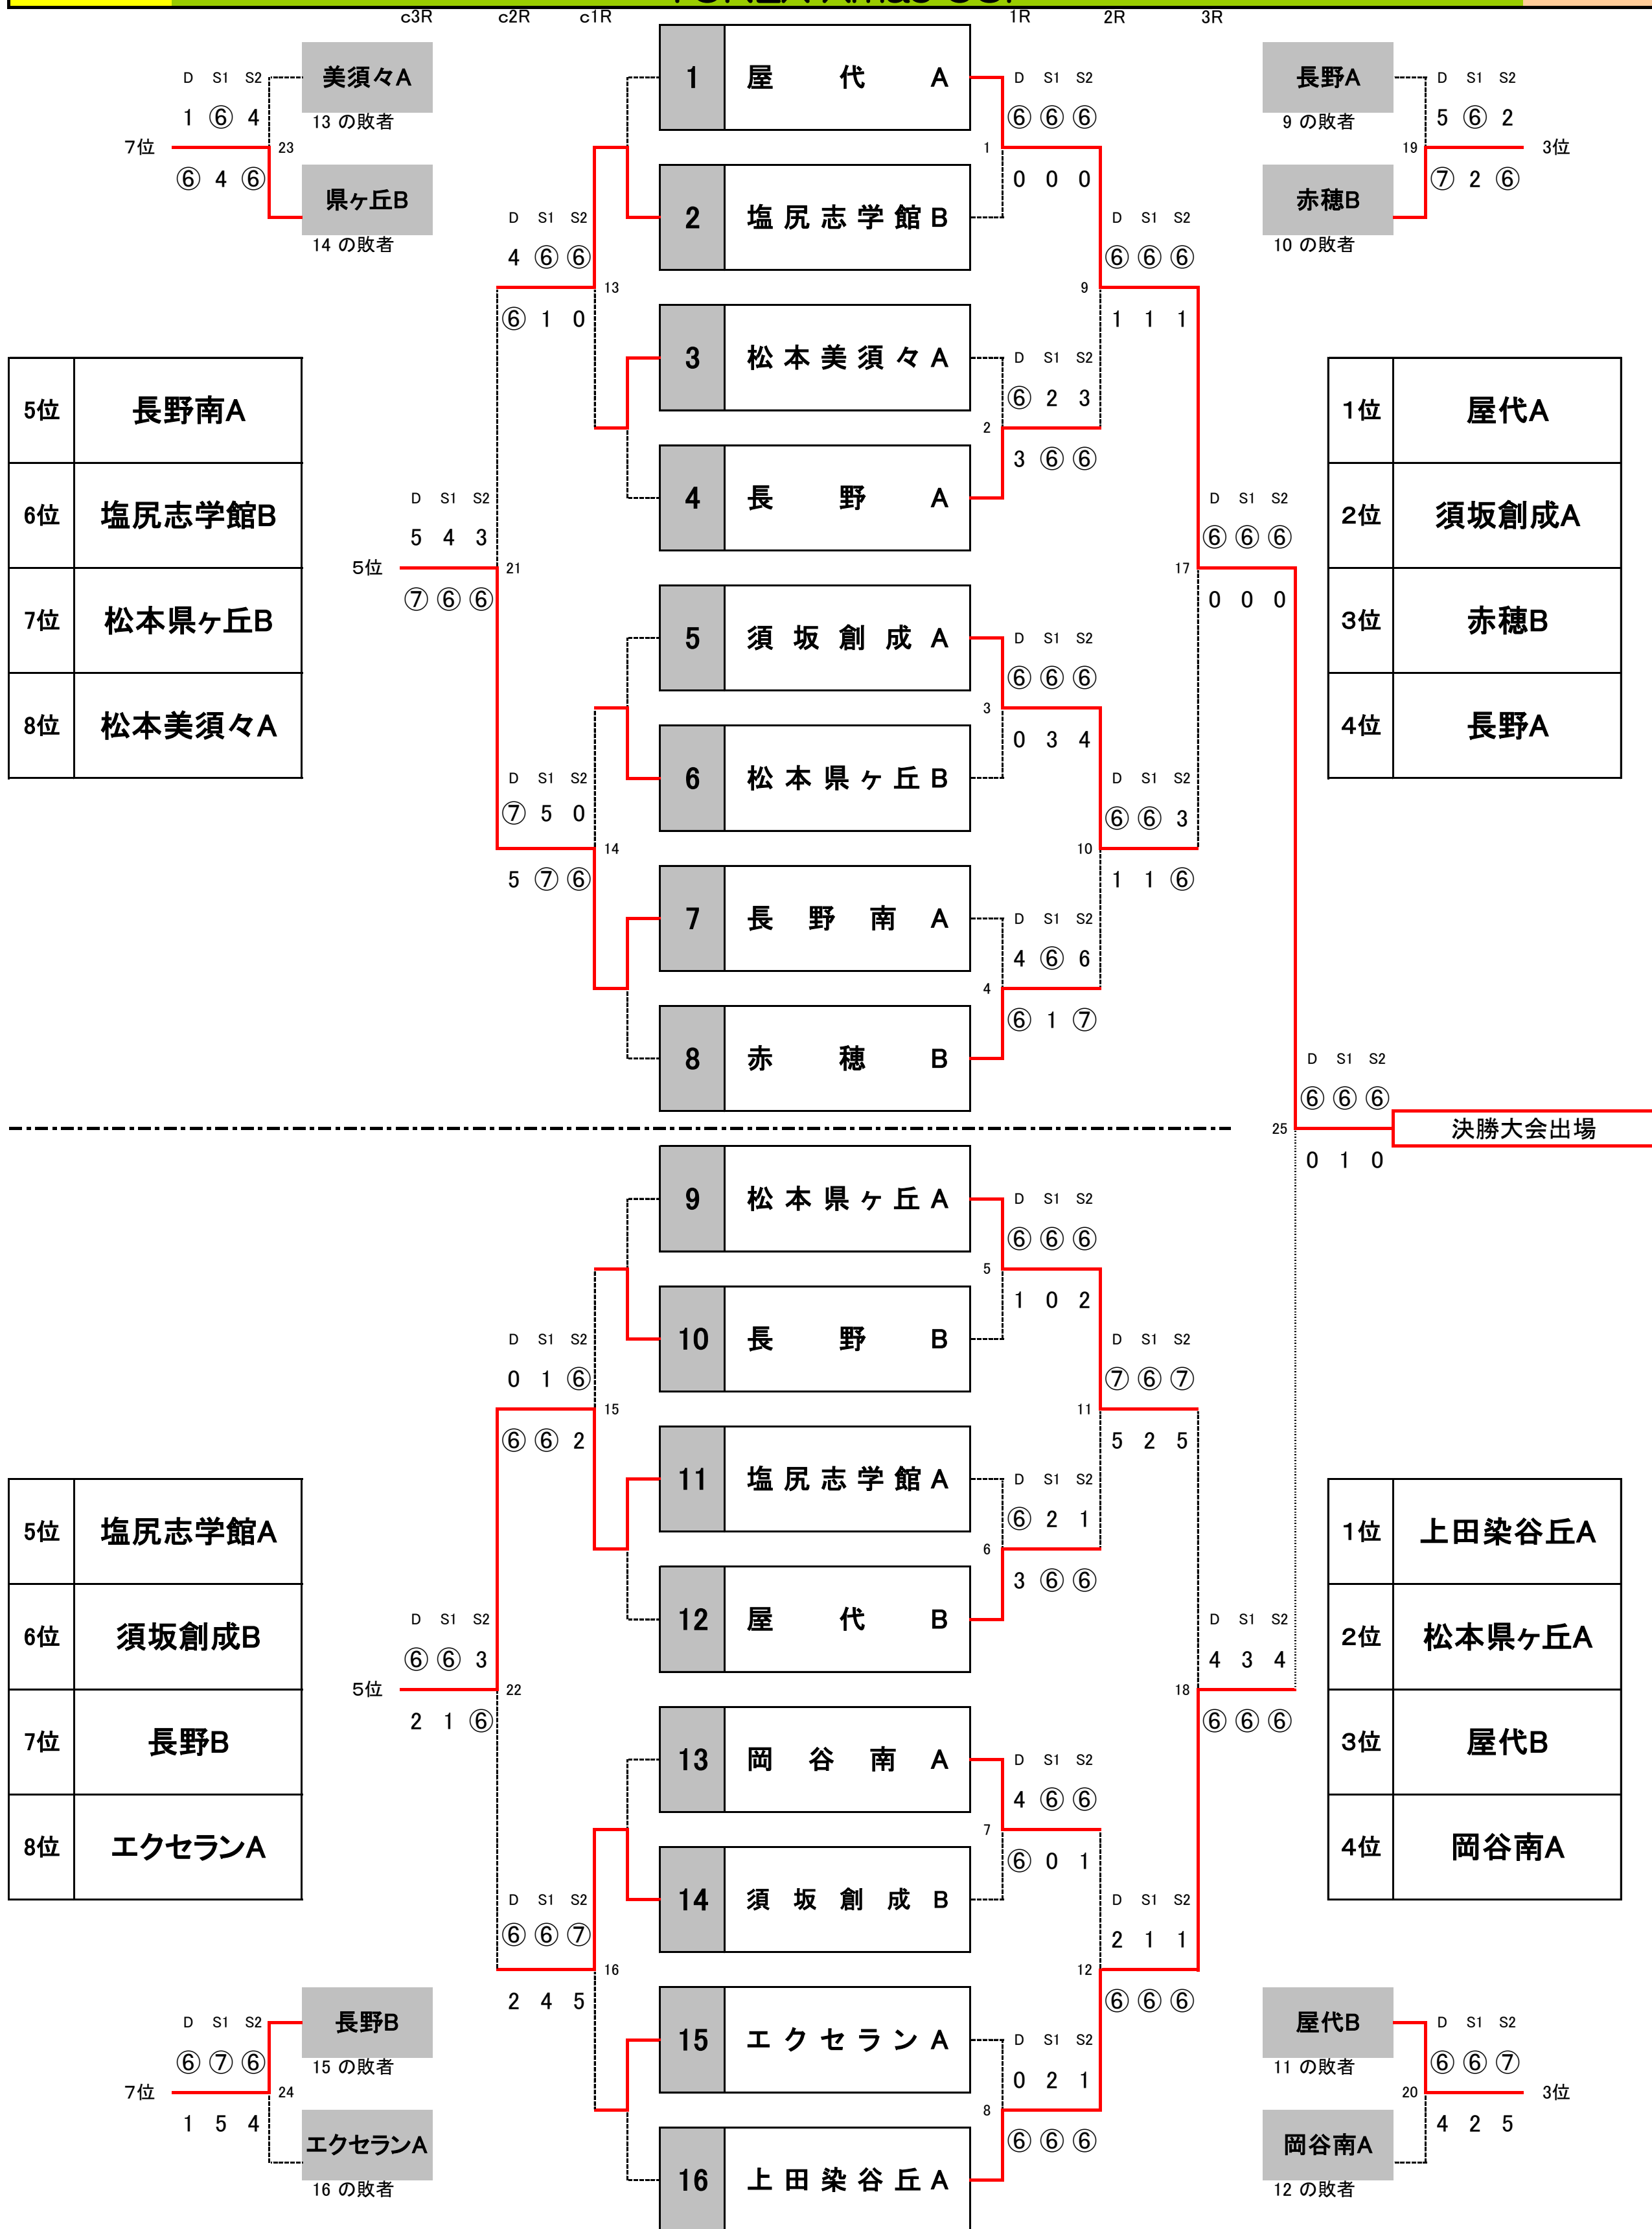 c3R c2R c1R 1R 2R 3R
美須々A
13 の敗者
D S1 S2
1 ⑥ 4
7位 23
⑥ 4 ⑥
県ヶ丘B
14 の敗者
長野A
9 の敗者
D S1 S2
5 ⑥ 2
19 3位
⑦ 2 ⑥
赤穂B
10 の敗者
1 屋代A
2 塩尻志学館B
3 松本美須々A
4 長野A
5 須坂創成A
6 松本県ヶ丘B
7 長野南A
8 赤穂B
9 松本県ヶ丘A
10 長野B
11 塩尻志学館A
12 屋代B
13 岡谷南A
14 須坂創成B
15 エクセランA
16 上田染谷丘A
D S1 S2
4 ⑥ ⑥
13
⑥ 1 0
D S1 S2
5 4 3
5位 21
⑦ ⑥ ⑥
D S1 S2
⑦ 5 0
14
5 ⑦ ⑥
D S1 S2
0 1 ⑥
15
⑥ ⑥ 2
D S1 S2
⑥ ⑥ 3
5位 22
2 1 ⑥
D S1 S2
⑥ ⑥ ⑦
16
2 4 5
D S1 S2
⑥ ⑥ ⑥
1
0 0 0
D S1 S2
⑥ 2 3
2
3 ⑥ ⑥
D S1 S2
⑥ ⑥ ⑥
3
0 3 4
D S1 S2
4 ⑥ 6
4
⑥ 1 ⑦
D S1 S2
⑥ ⑥ ⑥
5
1 0 2
D S1 S2
⑥ 2 1
6
3 ⑥ ⑥
D S1 S2
4 ⑥ ⑥
7
⑥ 0 1
D S1 S2
0 2 1
8
⑥ ⑥ ⑥
D S1 S2
⑥ ⑥ ⑥
9
1 1 1
D S1 S2
⑥ ⑥ 3
10
1 1 ⑥
D S1 S2
⑦ ⑥ ⑦
11
5 2 5
D S1 S2
2 1 1
12
⑥ ⑥ ⑥
D S1 S2
⑥ ⑥ ⑥
17
0 0 0
D S1 S2
4 3 4
18
⑥ ⑥ ⑥
D S1 S2
⑥ ⑥ ⑥
25 決勝大会出場
0 1 0
5位 長野南A
6位 塩尻志学館B
7位 松本県ヶ丘B
8位 松本美須々A
1位 屋代A
2位 須坂創成A
3位 赤穂B
4位 長野A
5位 塩尻志学館A
6位 須坂創成B
7位 長野B
8位 エクセランA
1位 上田染谷丘A
2位 松本県ヶ丘A
3位 屋代B
4位 岡谷南A
長野B
15 の敗者
D S1 S2
⑥ ⑦ ⑥
7位 24
1 5 4
エクセランA
16 の敗者
屋代B
11 の敗者
D S1 S2
⑥ ⑥ ⑦
20 3位
4 2 5
岡谷南A
12 の敗者